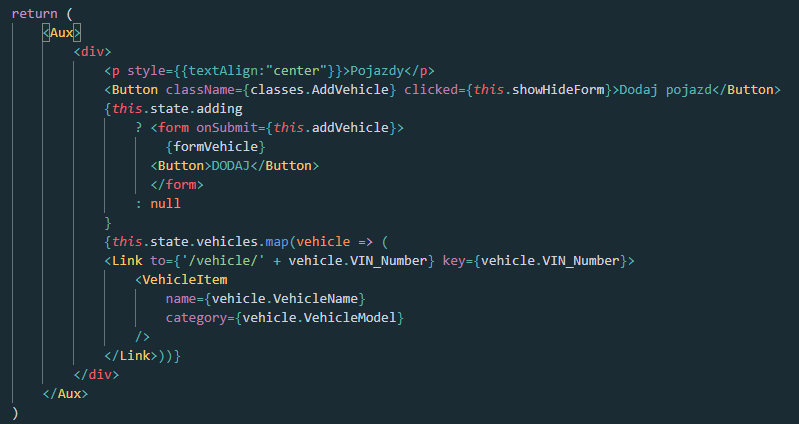 return (
<Aux>
<div>
<p style={{textAlign:"center"}}>Pojazdy</p>
<Button className={classes.AddVehicle} clicked={this.showHideForm}>Dodaj pojazd</Button>
{this.state.adding
? <form onSubmit={this.addVehicle}>
{formVehicle}
<Button>DODAJ</Button>
</form>
: null
}
{this.state.vehicles.map(vehicle => (
<Link to={'/vehicle/' + vehicle.VIN_Number} key={vehicle.VIN_Number}>
<VehicleItem
name={vehicle.VehicleName}
category={vehicle.VehicleModel}
/>
</Link>))}
</div>
</Aux>
)